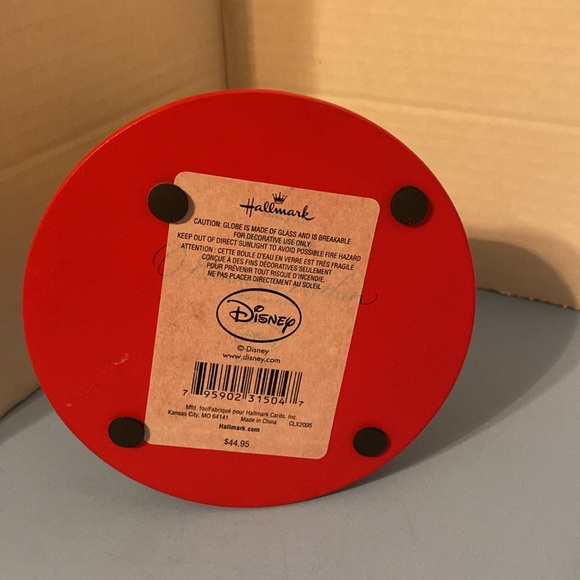 Hallmark
CAUTION: GLOBE IS MADE OF GLASS AND IS BREAKABLE
FOR DECORATIVE USE ONLY
KEEP OUT OF DIRECT SUNLIGHT TO AVOID POSSIBLE FIRE HAZARD
ATTENTION : CETTE BOULE D'EAU EN VERRE EST TRÈS FRAGILE
CONÇUE À DES FINS DÉCORATIVES SEULEMENT
POUR PRÉVENIR TOUT RISQUE D'INCENDIE,
NE PAS PLACER DIRECTEMENT AU SOLEIL
DISNEY
© Disney
www.disney.com
7 95902 31504 7
Mfd. for/Fabriqué pour Hallmark Cards, Inc.
Kansas City, MO 64141 Made in China CLX2006
Hallmark.com
$44.95